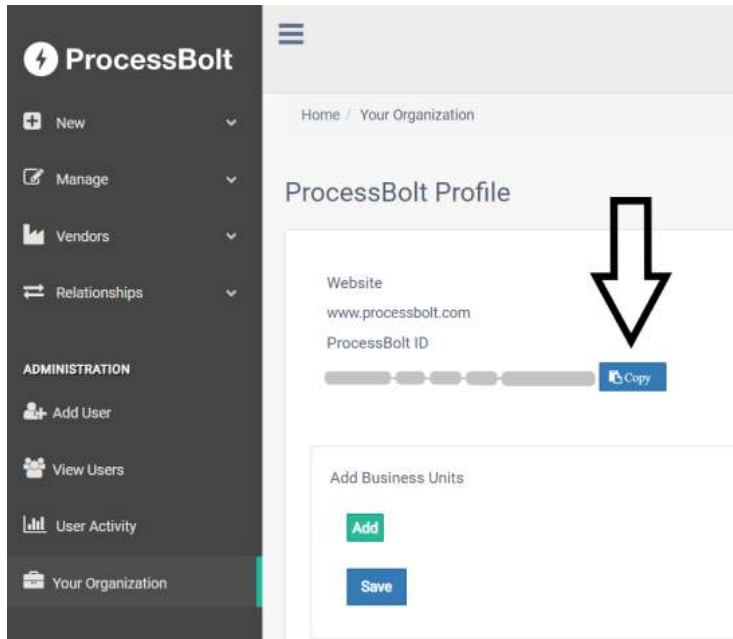 ProcessBolt
New
Manage
Vendors
Relationships
ADMINISTRATION
Add User
View Users
User Activity
Your Organization
Home / Your Organization
ProcessBolt Profile
Website
www.processbolt.com
ProcessBolt ID
Copy
Add Business Units
Add
Save